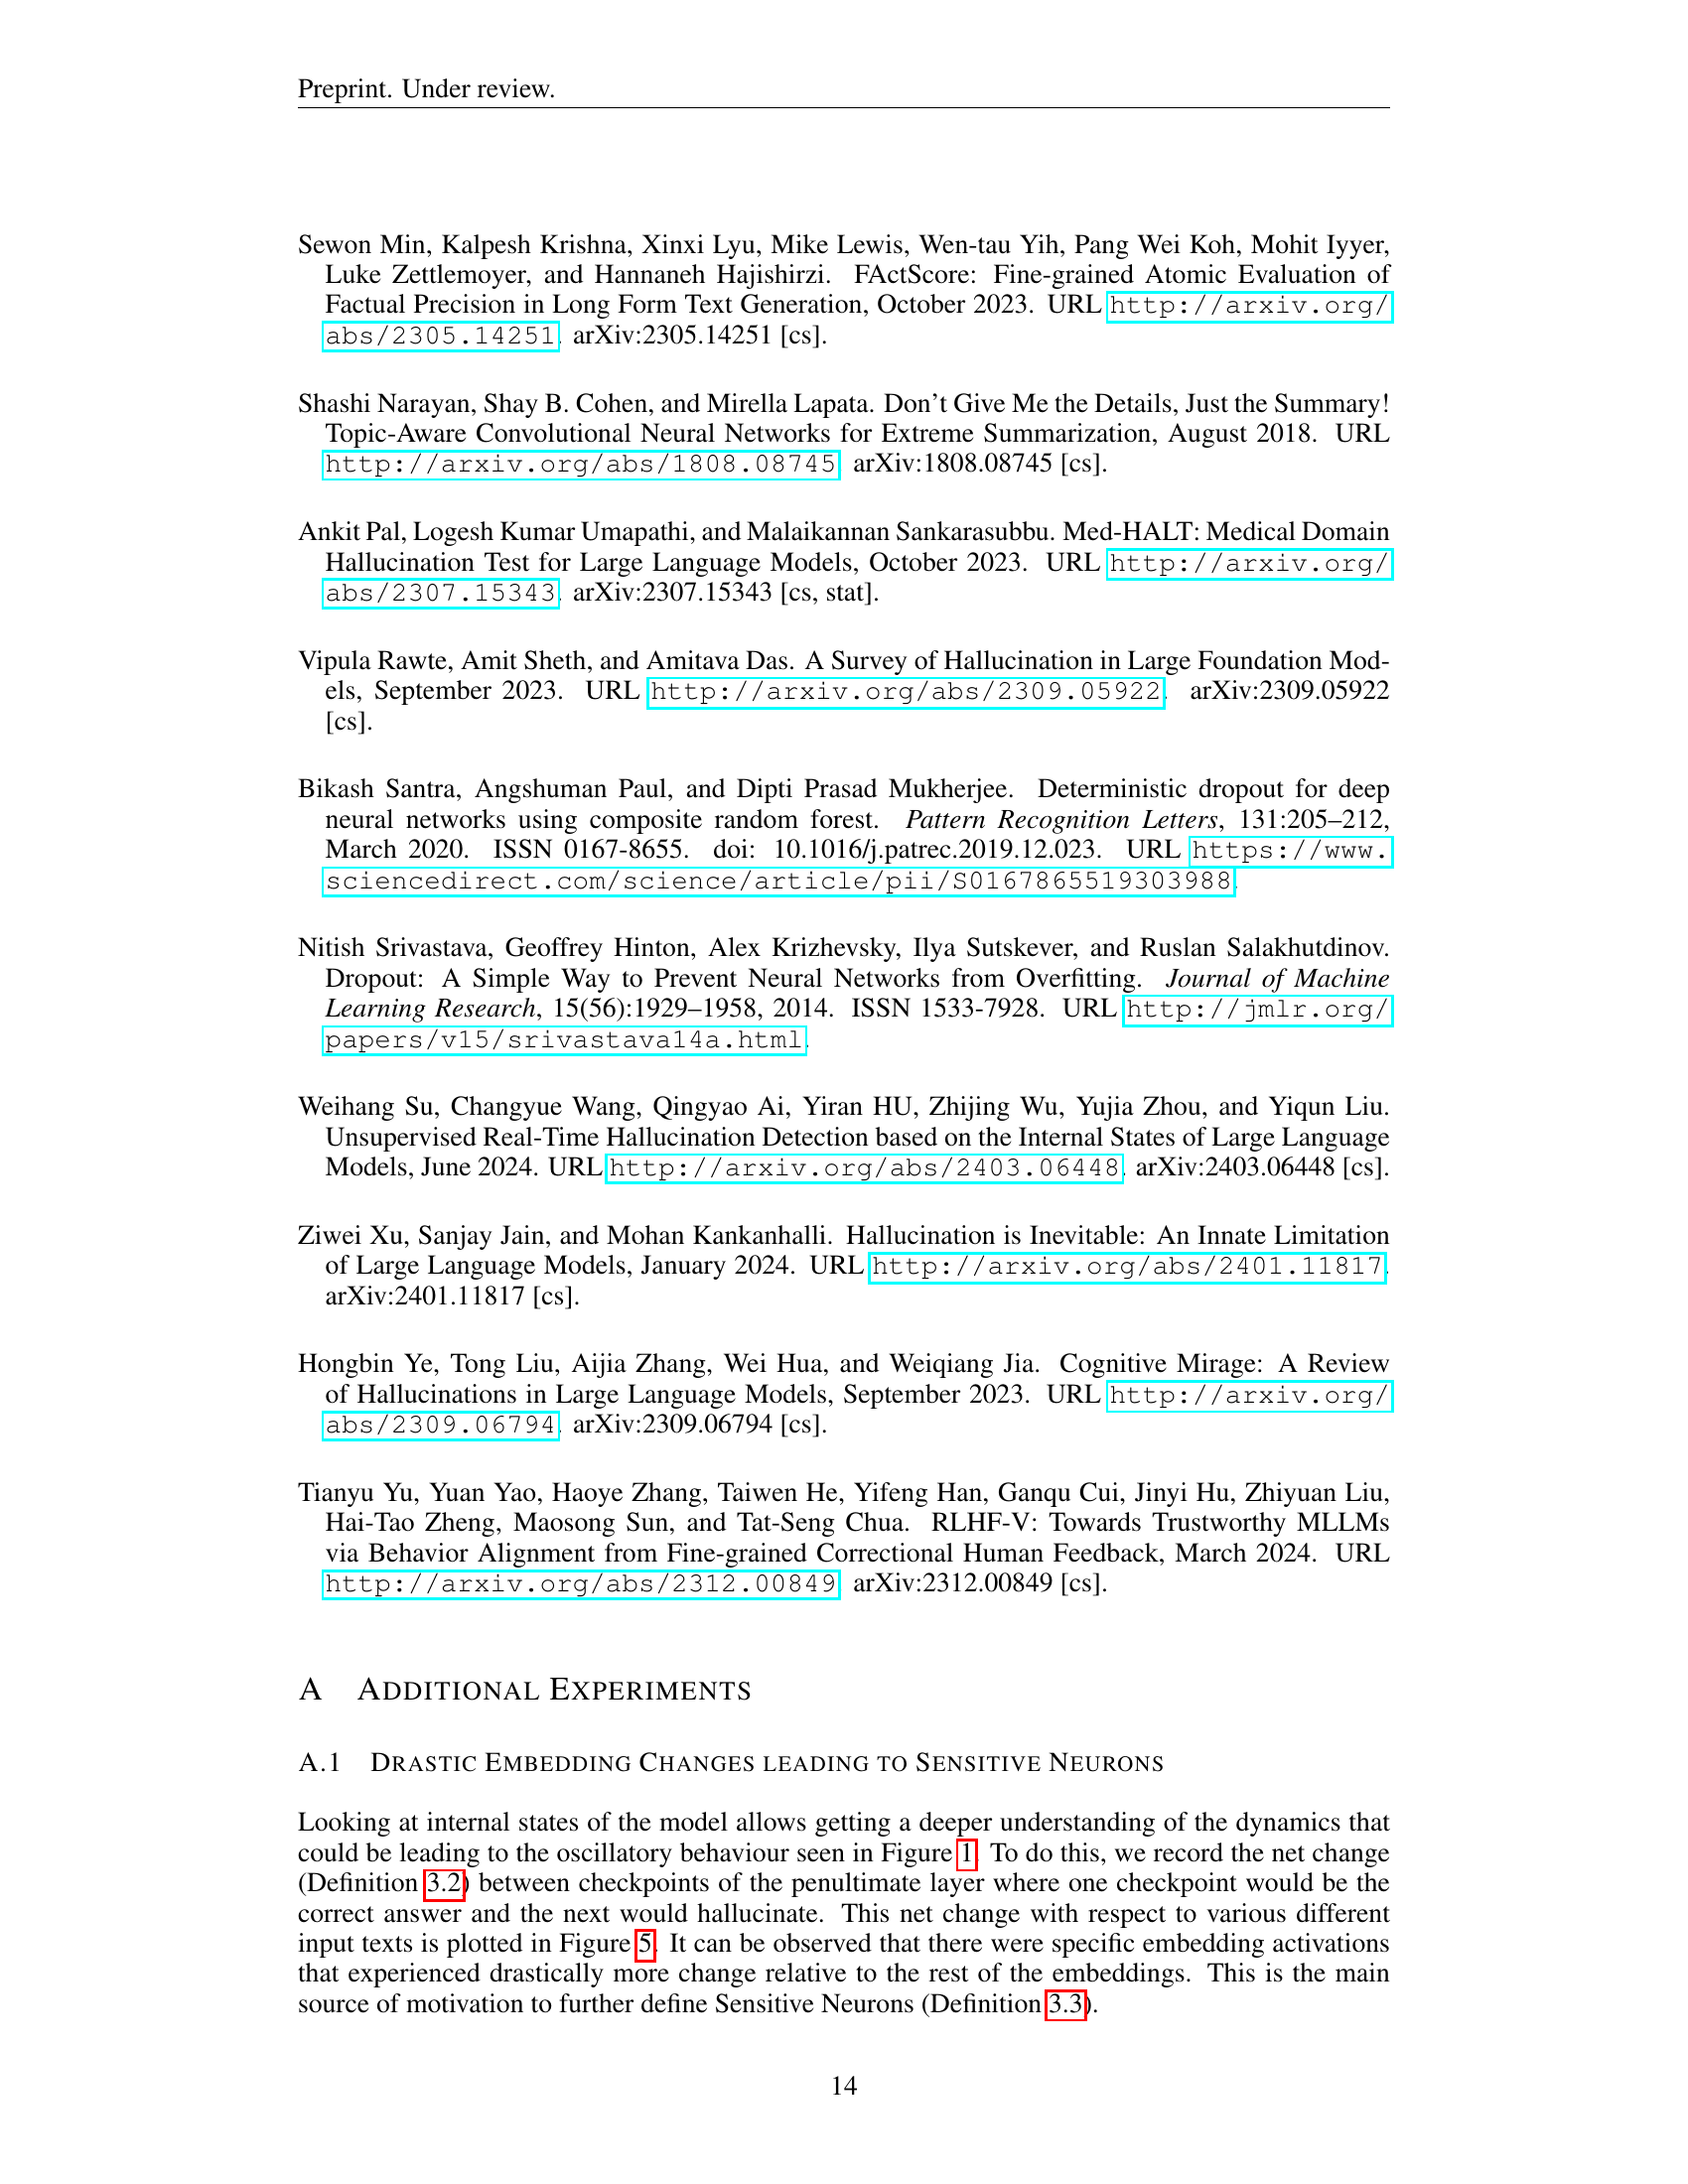 Preprint. Under review.
Sewon Min, Kalpesh Krishna, Xinxi Lyu, Mike Lewis, Wen-tau Yih, Pang Wei Koh, Mohit Iyyer,
Luke Zettlemoyer, and Hannaneh Hajishirzi. FActScore: Fine-grained Atomic Evaluation of
Factual Precision in Long Form Text Generation, October 2023. URL http://arxiv.org/
abs/2305.14251. arXiv:2305.14251 [cs].
Shashi Narayan, Shay B. Cohen, and Mirella Lapata. Don't Give Me the Details, Just the Summary!
Topic-Aware Convolutional Neural Networks for Extreme Summarization, August 2018. URL
http://arxiv.org/abs/1808.08745. arXiv:1808.08745 [cs].
Ankit Pal, Logesh Kumar Umapathi, and Malaikannan Sankarasubbu. Med-HALT: Medical Domain
Hallucination Test for Large Language Models, October 2023. URL http://arxiv.org/
abs/2307.15343. arXiv:2307.15343 [cs, stat].
Vipula Rawte, Amit Sheth, and Amitava Das. A Survey of Hallucination in Large Foundation Mod-
els, September 2023. URL http://arxiv.org/abs/2309.05922. arXiv:2309.05922
[cs].
Bikash Santra, Angshuman Paul, and Dipti Prasad Mukherjee. Deterministic dropout for deep
neural networks using composite random forest. Pattern Recognition Letters, 131:205–212,
March 2020. ISSN 0167-8655. doi: 10.1016/j.patrec.2019.12.023. URL https://www.
sciencedirect.com/science/article/pii/S0167865519303988.
Nitish Srivastava, Geoffrey Hinton, Alex Krizhevsky, Ilya Sutskever, and Ruslan Salakhutdinov.
Dropout: A Simple Way to Prevent Neural Networks from Overfitting. Journal of Machine
Learning Research, 15(56):1929–1958, 2014. ISSN 1533-7928. URL http://jmlr.org/
papers/v15/srivastava14a.html.
Weihang Su, Changyue Wang, Qingyao Ai, Yiran HU, Zhijing Wu, Yujia Zhou, and Yiqun Liu.
Unsupervised Real-Time Hallucination Detection based on the Internal States of Large Language
Models, June 2024. URL http://arxiv.org/abs/2403.06448. arXiv:2403.06448 [cs].
Ziwei Xu, Sanjay Jain, and Mohan Kankanhalli. Hallucination is Inevitable: An Innate Limitation
of Large Language Models, January 2024. URL http://arxiv.org/abs/2401.11817.
arXiv:2401.11817 [cs].
Hongbin Ye, Tong Liu, Aijia Zhang, Wei Hua, and Weiqiang Jia. Cognitive Mirage: A Review
of Hallucinations in Large Language Models, September 2023. URL http://arxiv.org/
abs/2309.06794. arXiv:2309.06794 [cs].
Tianyu Yu, Yuan Yao, Haoye Zhang, Taiwen He, Yifeng Han, Ganqu Cui, Jinyi Hu, Zhiyuan Liu,
Hai-Tao Zheng, Maosong Sun, and Tat-Seng Chua. RLHF-V: Towards Trustworthy MLLMs
via Behavior Alignment from Fine-grained Correctional Human Feedback, March 2024. URL
http://arxiv.org/abs/2312.00849. arXiv:2312.00849 [cs].
A ADDITIONAL EXPERIMENTS
A.1 DRASTIC EMBEDDING CHANGES LEADING TO SENSITIVE NEURONS
Looking at internal states of the model allows getting a deeper understanding of the dynamics that
could be leading to the oscillatory behaviour seen in Figure 1. To do this, we record the net change
(Definition 3.2) between checkpoints of the penultimate layer where one checkpoint would be the
correct answer and the next would hallucinate. This net change with respect to various different
input texts is plotted in Figure 5. It can be observed that there were specific embedding activations
that experienced drastically more change relative to the rest of the embeddings. This is the main
source of motivation to further define Sensitive Neurons (Definition 3.3).
14